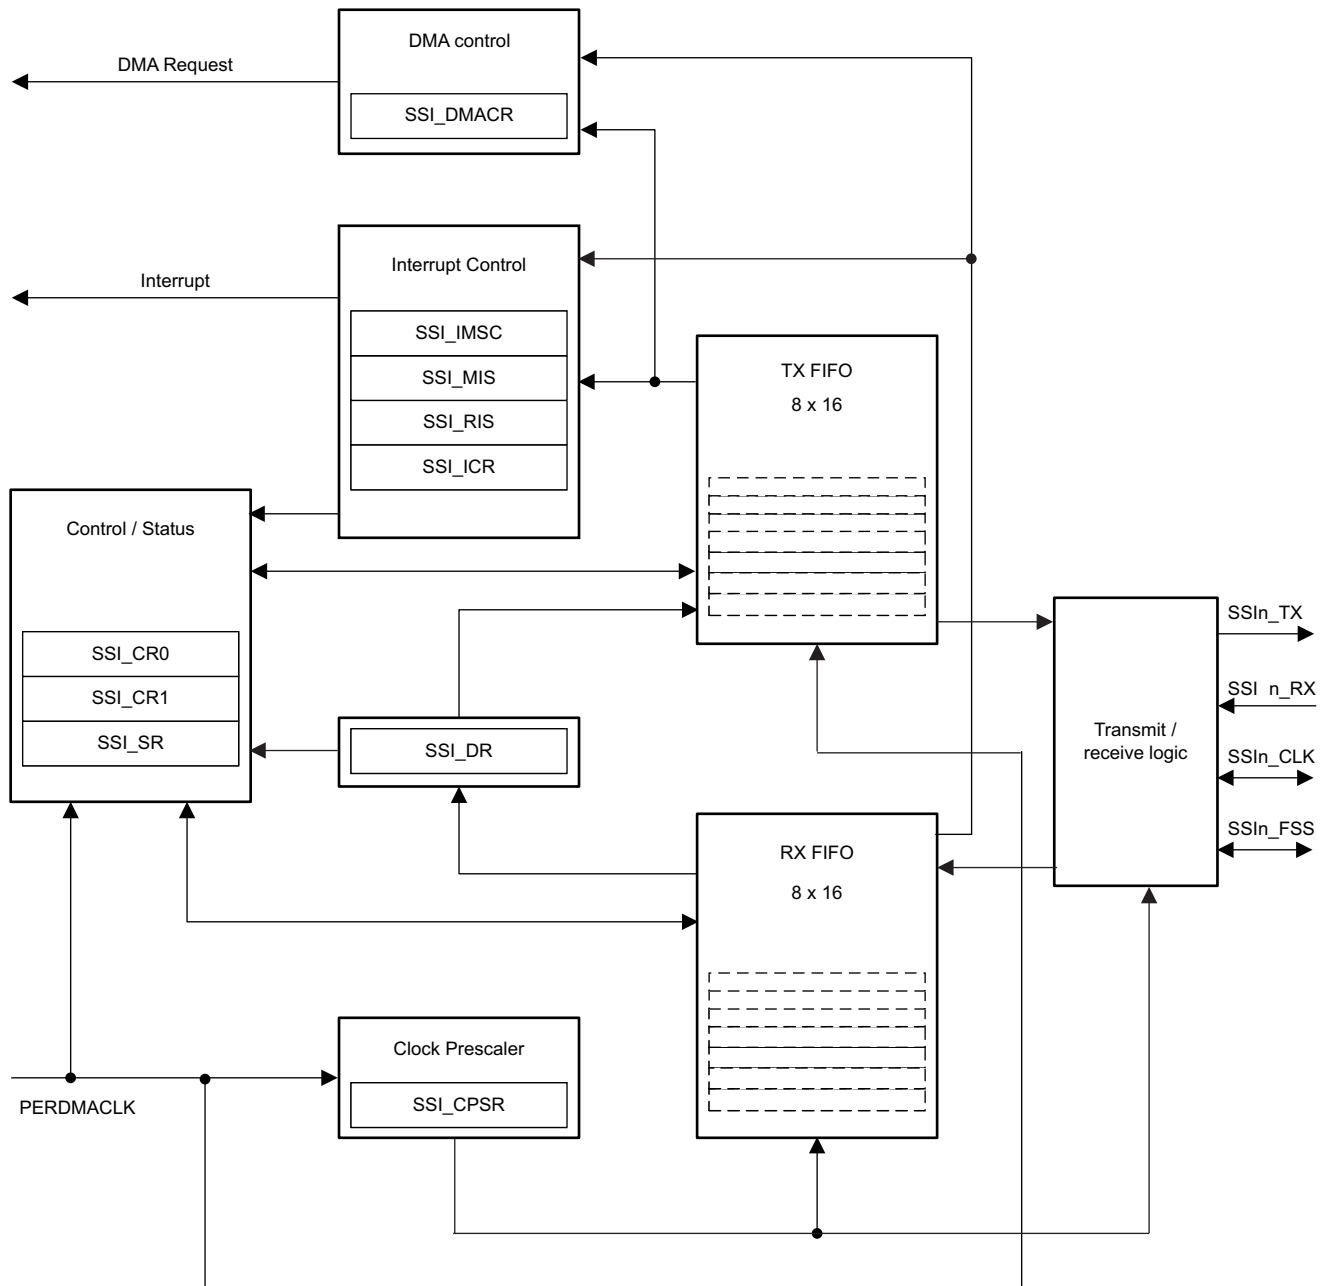 DMA control
DMA Request
SSI_DMACR
Interrupt Control
Interrupt
SSI_IMSC
SSI_MIS
SSI_RIS
SSI_ICR
TX FIFO
8 x 16
Control / Status
SSI_CR0
SSI_CR1
SSI_SR
SSI_DR
Transmit /
receive logic
SSIn_TX
SSI n_RX
SSIn_CLK
SSIn_FSS
RX FIFO
8 x 16
Clock Prescaler
SSI_CPSR
PERDMACLK